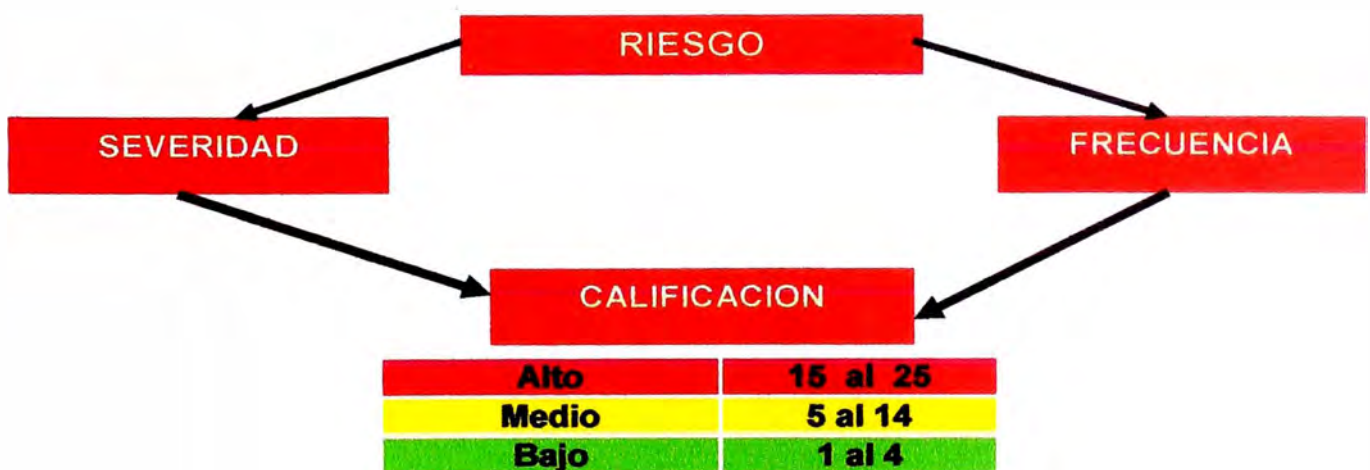 RIESGO
SEVERIDAD
FRECUENCIA
CALIFICACION
Alto 15 al 25
Medio 5 al 14
Bajo 1 al 4